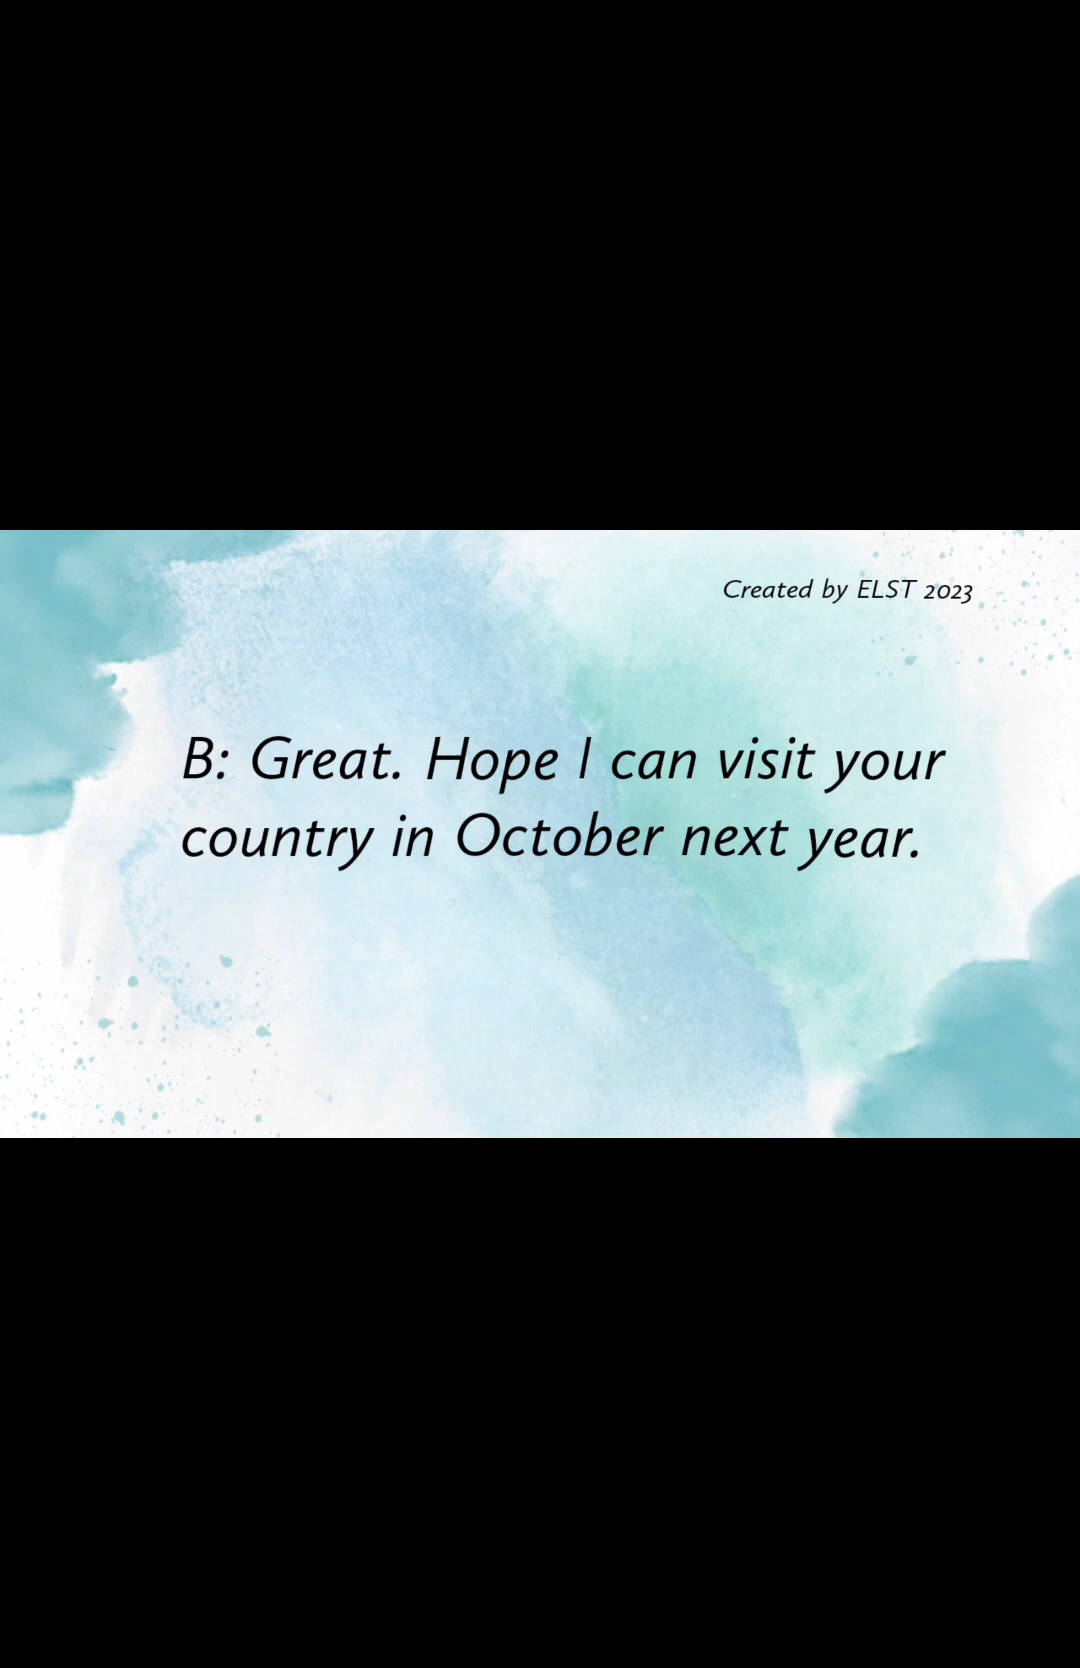 Created by ELST 2023
B: Great. Hope I can visit your
country in October next year.